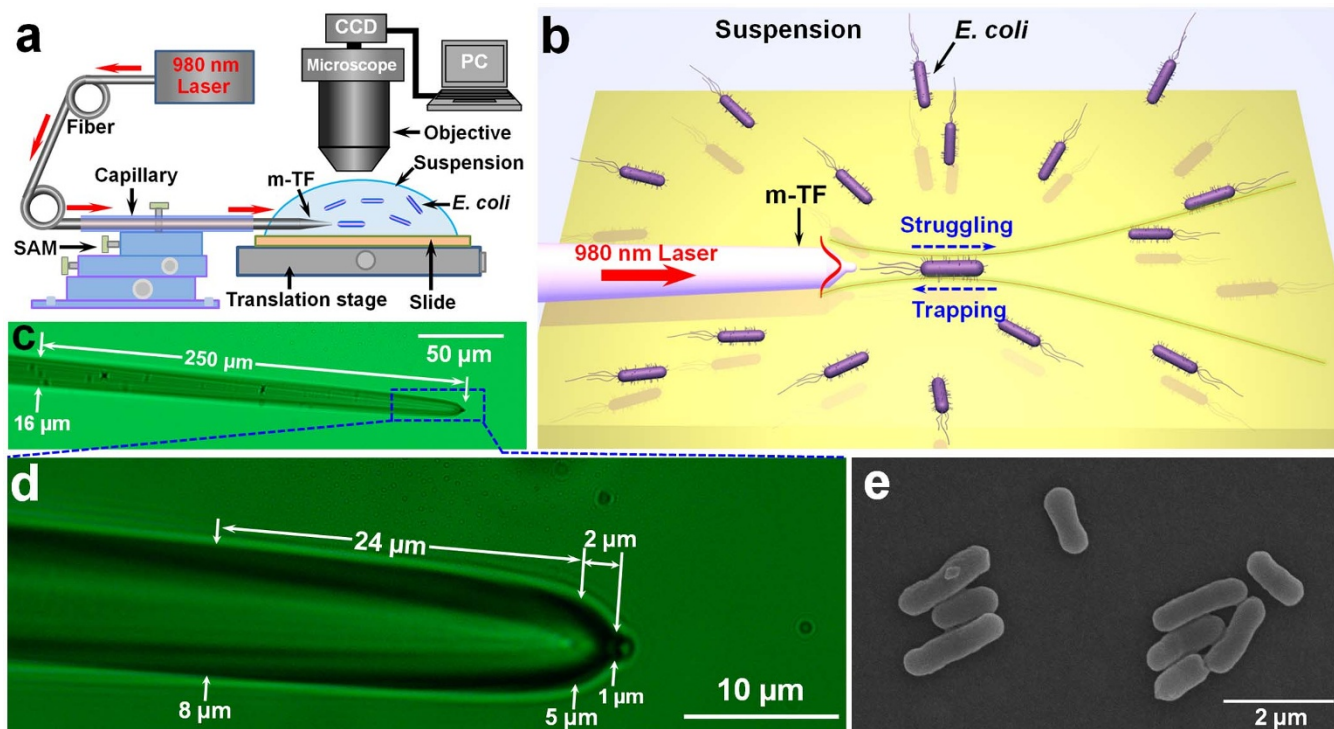 a
CCD
Microscope
PC
980 nm
Laser
Fiber
Objective
Suspension
Capillary
m-TF
E. coli
SAM
Translation stage
Slide
b
Suspension
E. coli
m-TF
Struggling
980 nm Laser
Trapping
c
50 µm
250 µm
16 µm
d
24 µm
2 µm
8 µm
5 µm
1 µm
10 µm
e
2 µm